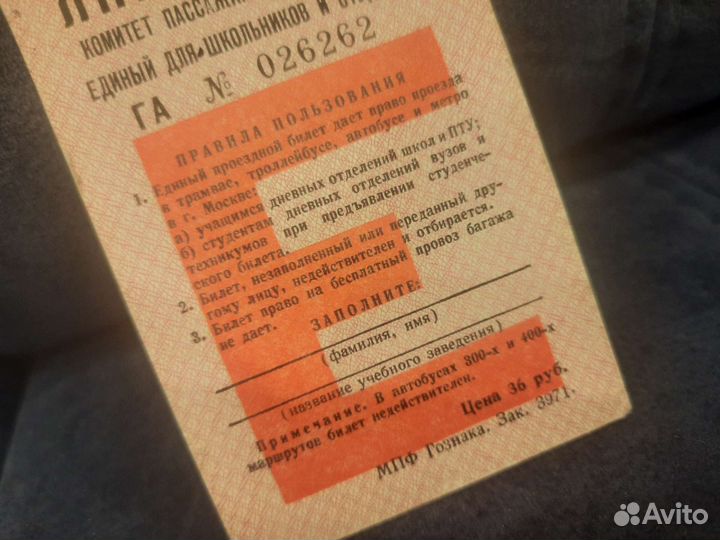 КОМИТЕТ
ЕДИНЫЙ ДЛЯ ШКОЛЬНИКОВ И
ГА № 026262
ПРАВИЛА ПОЛЬЗОВАНИЯ
1. Единый проездной билет дает право проезда
в трамвае, троллейбусе, автобусе и метро
в г. Москве:
а) учащимся дневных отделений школ и ПТУ;
б) студентам дневных отделений вузов и
техникумов при предъявлении студенче-
ского билета.
2. Билет, незаполненный или переданный дру-
гому лицу, недействителен и отбирается.
3. Билет право на бесплатный провоз багажа
не дает.
ЗАПОЛНИТЕ:
(фамилия, имя)
(название учебного заведения)
Примечание. В автобусах 300-х и 400-х
маршрутов билет недействителен.
Цена 36 руб.
МПФ Гознака. Зак. 3971.
Avito